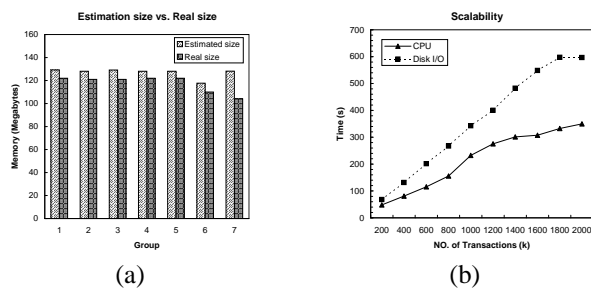 Estimation size vs. Real size
160
140
120
100
80
60
40
20
0
Memory (Megabytes)
Estimated size
Real size
1 2 3 4 5 6 7
Group
(a)
Scalability
700
600
500
400
300
200
100
0
Time (s)
CPU
Disk I/O
200 400 600 800 1000 1200 1400 1600 1800 2000
NO. of Transactions (k)
(b)